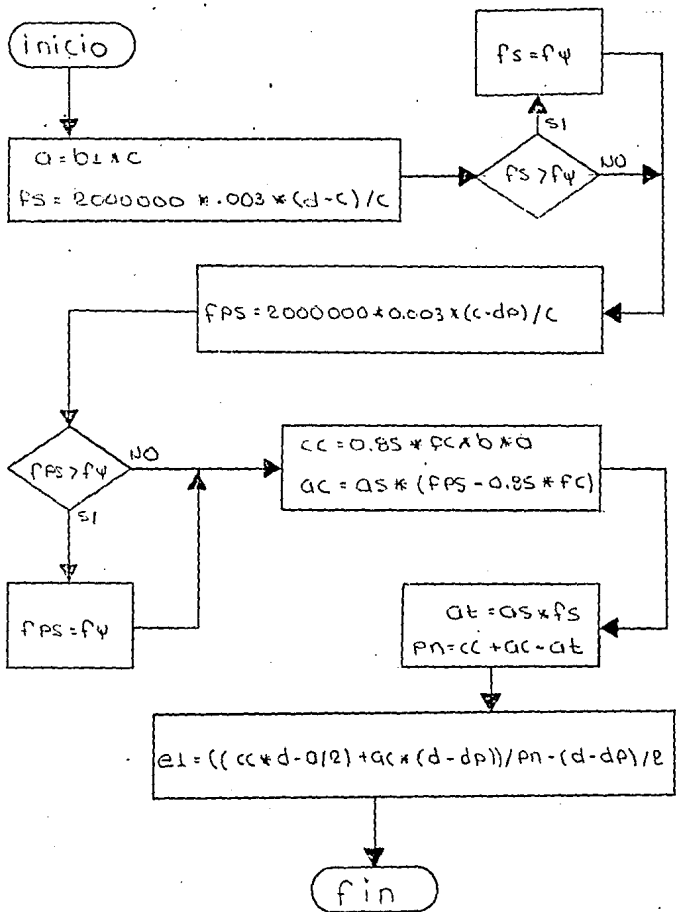 inicio
a = b1 * c
fs = 2000000 * .003 * (d-c)/c
fs > fy
SI
NO
fs = fy
fps = 2000000 * 0.003 * (c-dp)/c
fps > fy
NO
SI
fps = fy
cc = 0.85 * fc * b * a
ac = as * (fps - 0.85 * fc)
at = as * fs
pn = cc + ac - at
e1 = ((cc * d - a/2) + ac * (d - dp))/pn - (d - dp)/2
fin